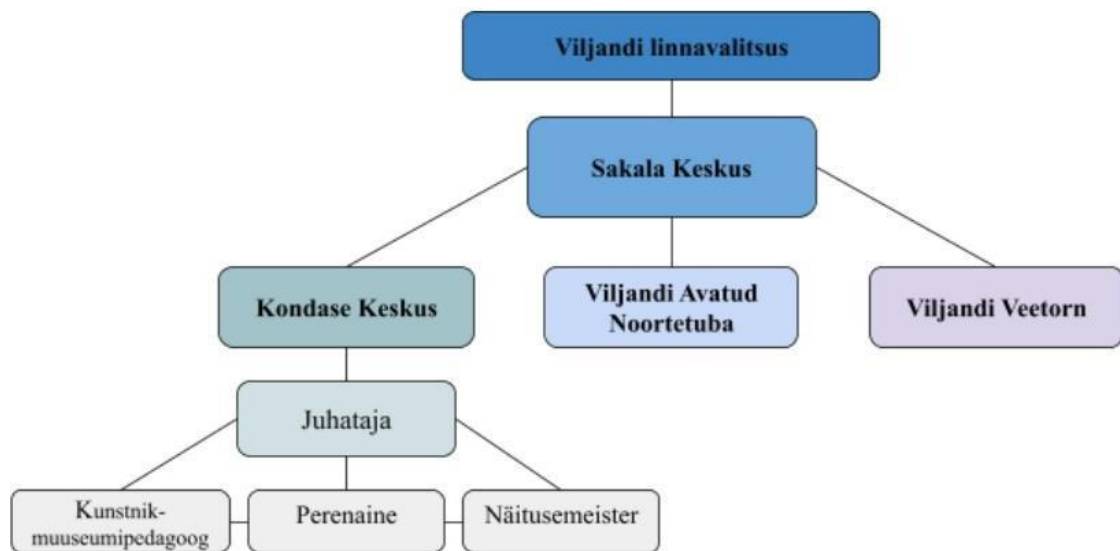 Viljandi linnavalitsus
Sakala Keskus
Kondase Keskus
Viljandi Avatud
Noortetuba
Viljandi Veetorn
Juhataja
Kunstnik-
muuseumipedagoog
Perenaine
Näitusemeister